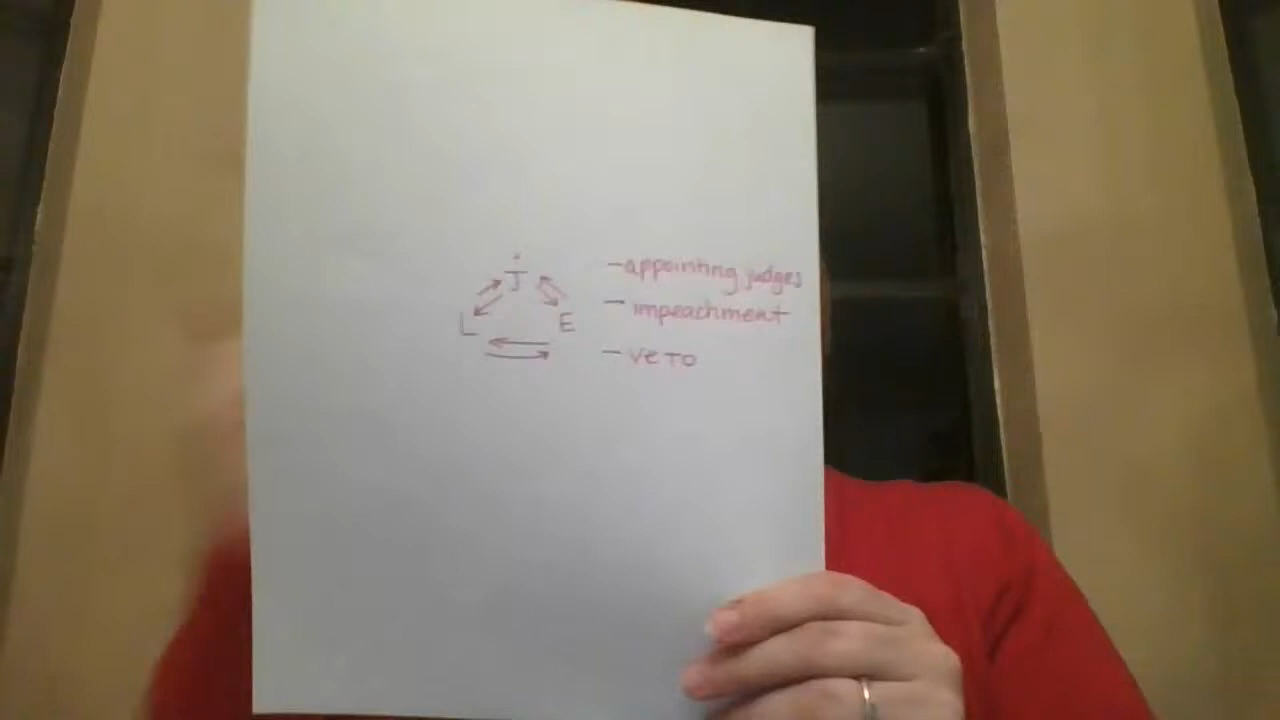 J
L E
- appointing judges
- impeachment
- veto